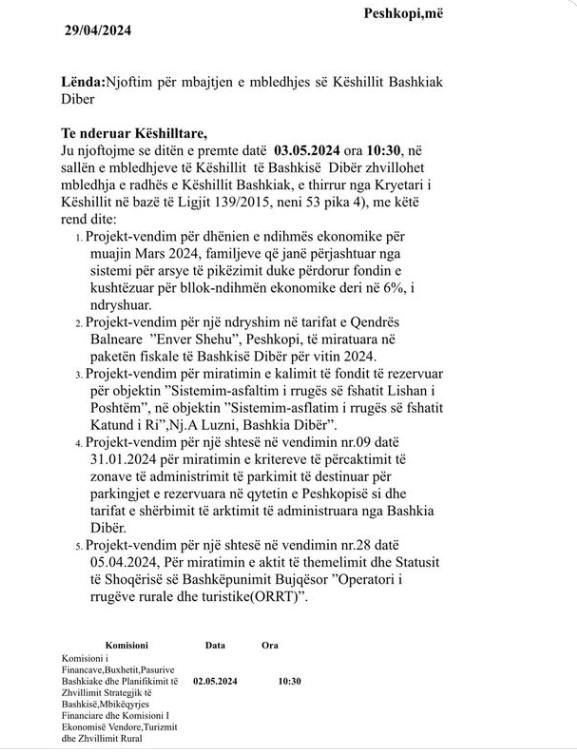 Peshkopi,më
29/04/2024
Lënda:Njoftim për mbajtjen e mbledhjes së Këshillit Bashkiak
Diber
Te nderuar Këshilltare,
Ju njoftojme se ditën e premte datë 03.05.2024 ora 10:30, në
sallën e mbledhjeve të Këshillit të Bashkisë Dibër zhvillohet
mbledhja e radhës e Këshillit Bashkiak, e thirrur nga Kryetari i
Këshillit në bazë të Ligjit 139/2015, neni 53 pika 4), me këtë
rend dite:
1. Projekt-vendim për dhënien e ndihmës ekonomike për
muajin Mars 2024, familjeve që janë përjashtuar nga
sistemi për arsye të pikëzimit duke përdorur fondin e
kushtëzuar për bllok-ndihmën ekonomike deri në 6%, i
ndryshuar.
2. Projekt-vendim për një ndryshim në tarifat e Qendrës
Balneare ”Enver Shehu”, Peshkopi, të miratuara në
paketën fiskale të Bashkisë Dibër për vitin 2024.
3. Projekt-vendim për miratimin e kalimit të fondit të rezervuar
për objektin ”Sistemim-asfaltim i rrugës së fshatit Lishan i
Poshtëm”, në objektin ”Sistemim-asflatim i rrugës së fshatit
Katund i Ri”,Nj.A Luzni, Bashkia Dibër”.
4. Projekt-vendim për një shtesë në vendimin nr.09 datë
31.01.2024 për miratimin e kritereve të përcaktimit të
zonave të administrimit të parkimit të destinuar për
parkingjet e rezervuara në qytetin e Peshkopisë si dhe
tarifat e shërbimit të arktimit të administruara nga Bashkia
Dibër.
5. Projekt-vendim për një shtesë në vendimin nr.28 datë
05.04.2024, Për miratimin e aktit të themelimit dhe Statusit
të Shoqërisë së Bashkëpunimit Bujqësor ”Operatori i
rrugëve rurale dhe turistike(ORRT)”.
Komisioni Data Ora
Komisioni i
Financave,Buxhetit,Pasurive
Bashkiake dhe Planifikimit të 02.05.2024 10:30
Zhvillimit Strategjik të
Bashkisë,Mbikëqyrjes
Financiare dhe Komisioni I
Ekonomisë Vendore,Turizmit
dhe Zhvillimit Rural